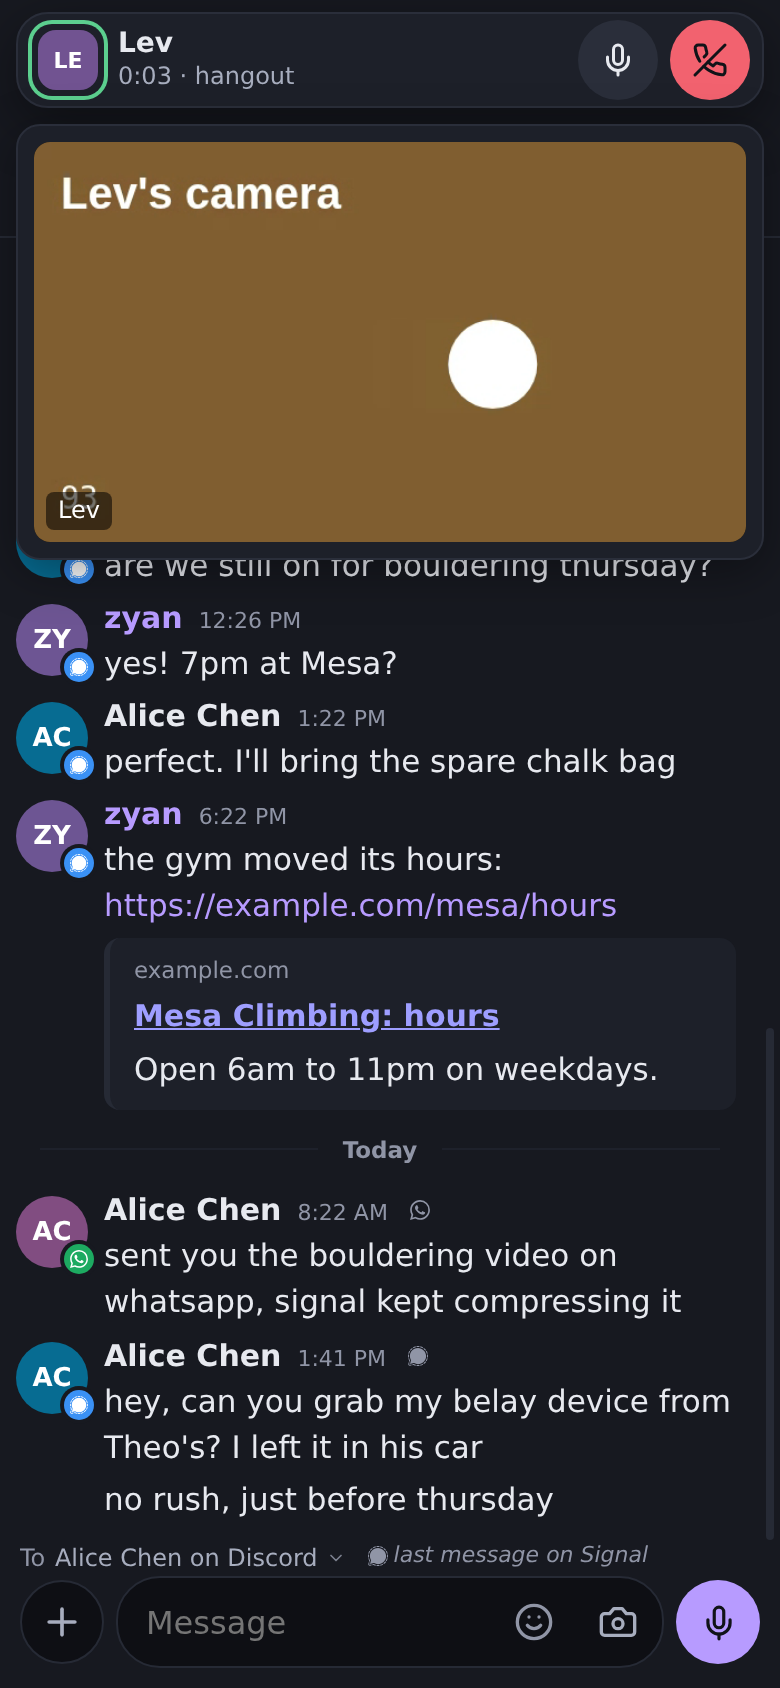 LE
Lev
0:03 · hangout
Lev's camera
93
Lev
are we still on for bouldering thursday?
ZY
zyan 12:26 PM
yes! 7pm at Mesa?
AC
Alice Chen 1:22 PM
perfect. I'll bring the spare chalk bag
ZY
zyan 6:22 PM
the gym moved its hours:
https://example.com/mesa/hours
example.com
Mesa Climbing: hours
Open 6am to 11pm on weekdays.
Today
AC
Alice Chen 8:22 AM
sent you the bouldering video on
whatsapp, signal kept compressing it
AC
Alice Chen 1:41 PM
hey, can you grab my belay device from
Theo's? I left it in his car
no rush, just before thursday
To Alice Chen on Discord last message on Signal
Message